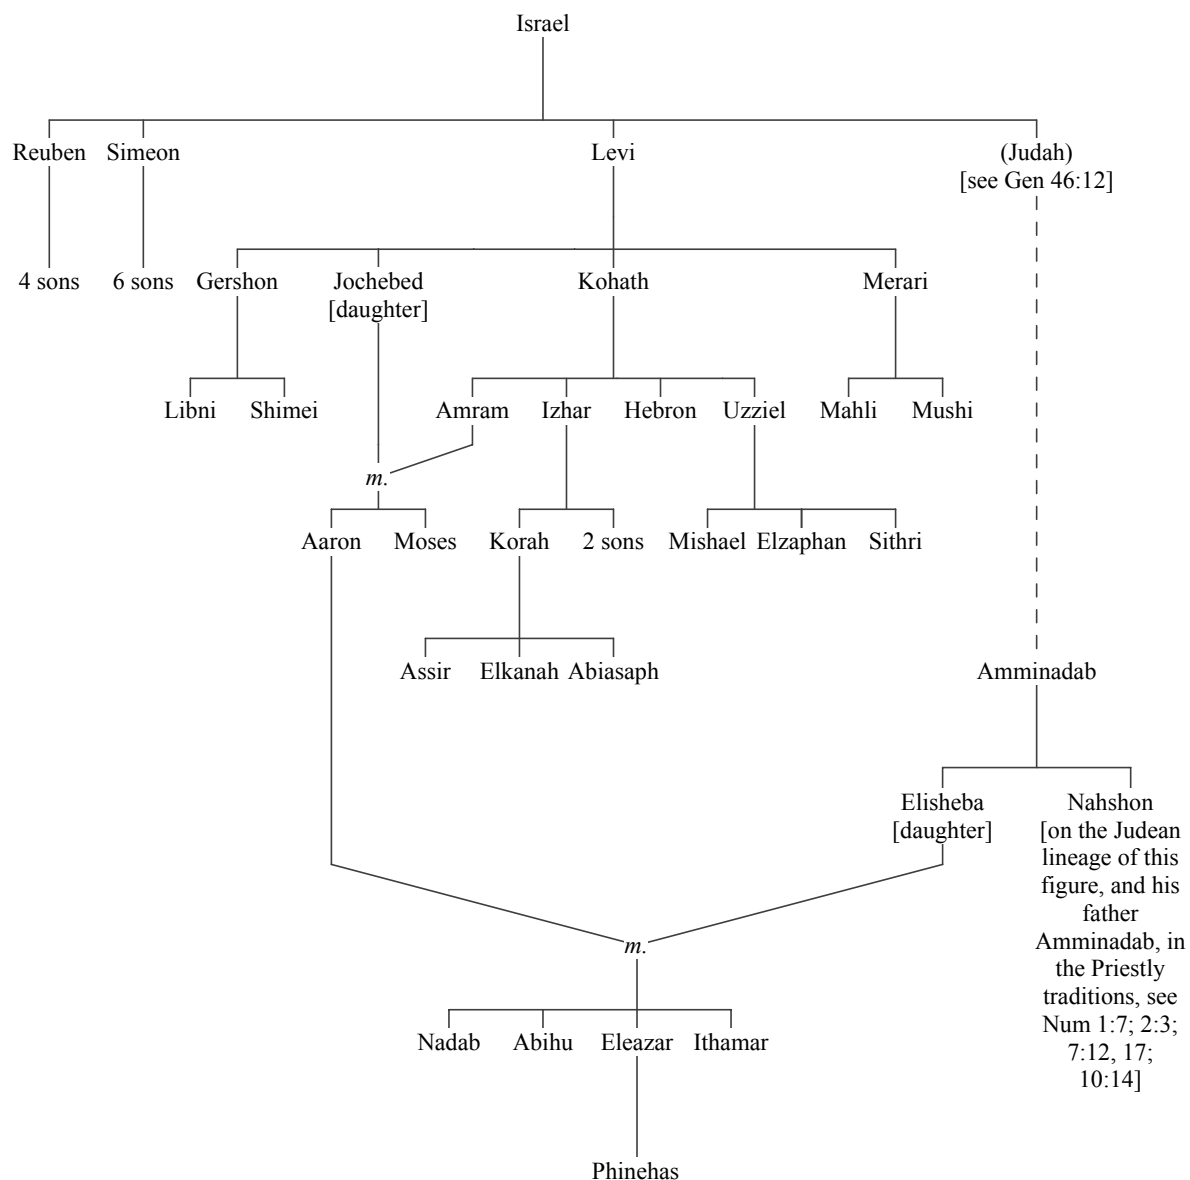 Israel
Reuben Simeon Levi (Judah)
[see Gen 46:12]
4 sons 6 sons Gershon Jochebed Kohath Merari
[daughter]
Libni Shimei Amram Izhar Hebron Uzziel Mahli Mushi
m.
Aaron Moses Korah 2 sons Mishael Elzaphan Sithri
Assir Elkanah Abiasaph Amminadab
Elisheba
[daughter]
Nahshon
[on the Judean
lineage of this
figure, and his
father
Amminadab, in
the Priestly
traditions, see
Num 1:7; 2:3;
7:12, 17;
10:14]
m.
Nadab Abihu Eleazar Ithamar
Phinehas